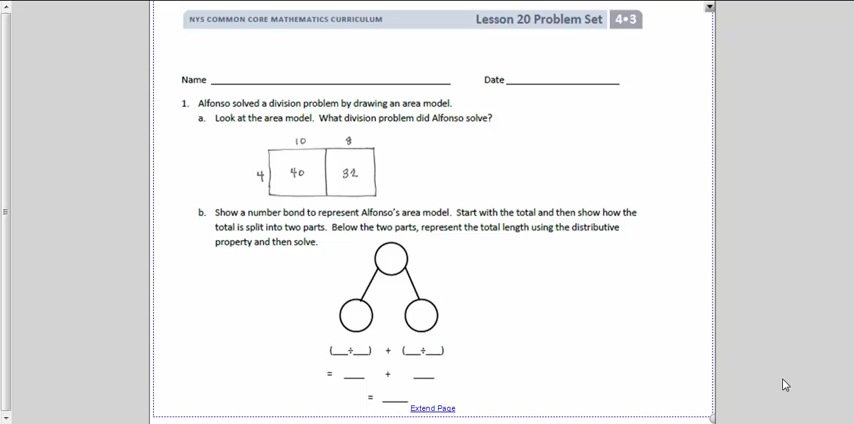 NYS COMMON CORE MATHEMATICS CURRICULUM Lesson 20 Problem Set 4•3
Name Date
1. Alfonso solved a division problem by drawing an area model.
a. Look at the area model. What division problem did Alfonso solve?
10 8
4 40 32
b. Show a number bond to represent Alfonso's area model. Start with the total and then show how the
total is split into two parts. Below the two parts, represent the total length using the distributive
property and then solve.
(__÷__) + (__÷__)
= ___ + ___
= ____
Extend Page